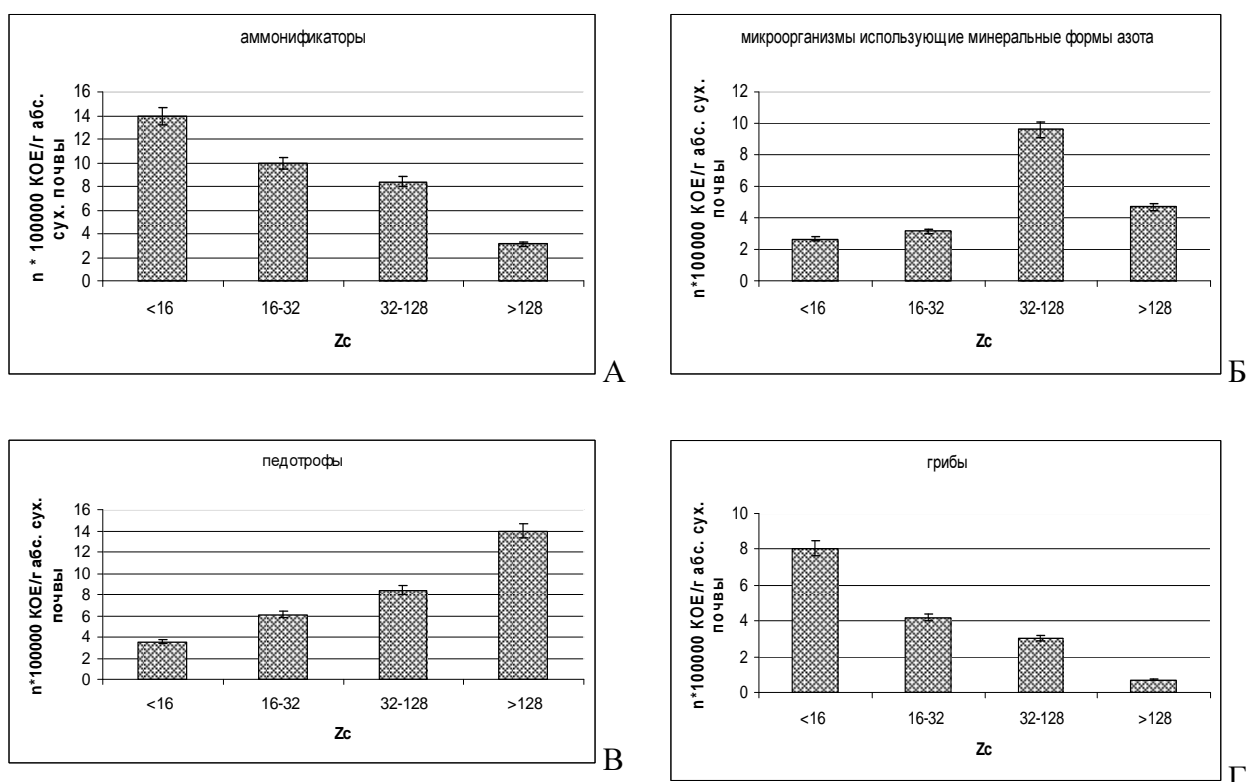 аммонификаторы
n * 100000 КОЕ/г абс.
сух. почвы
16
14
12
10
8
6
4
2
0
<16
16-32
32-128
>128
Zc
А
микроорганизмы использующие минеральные формы азота
n*100000 КОЕ/г абс. сух.
почвы
12
10
8
6
4
2
0
<16
16-32
32-128
>128
Zc
Б
педотрофы
n*100000 КОЕ/г абс. сух.
почвы
16
14
12
10
8
6
4
2
0
<16
16-32
32-128
>128
Zc
В
грибы
n*100000 КОЕ/г абс. сух.
почвы
10
8
6
4
2
0
<16
16-32
32-128
>128
Zc
Г